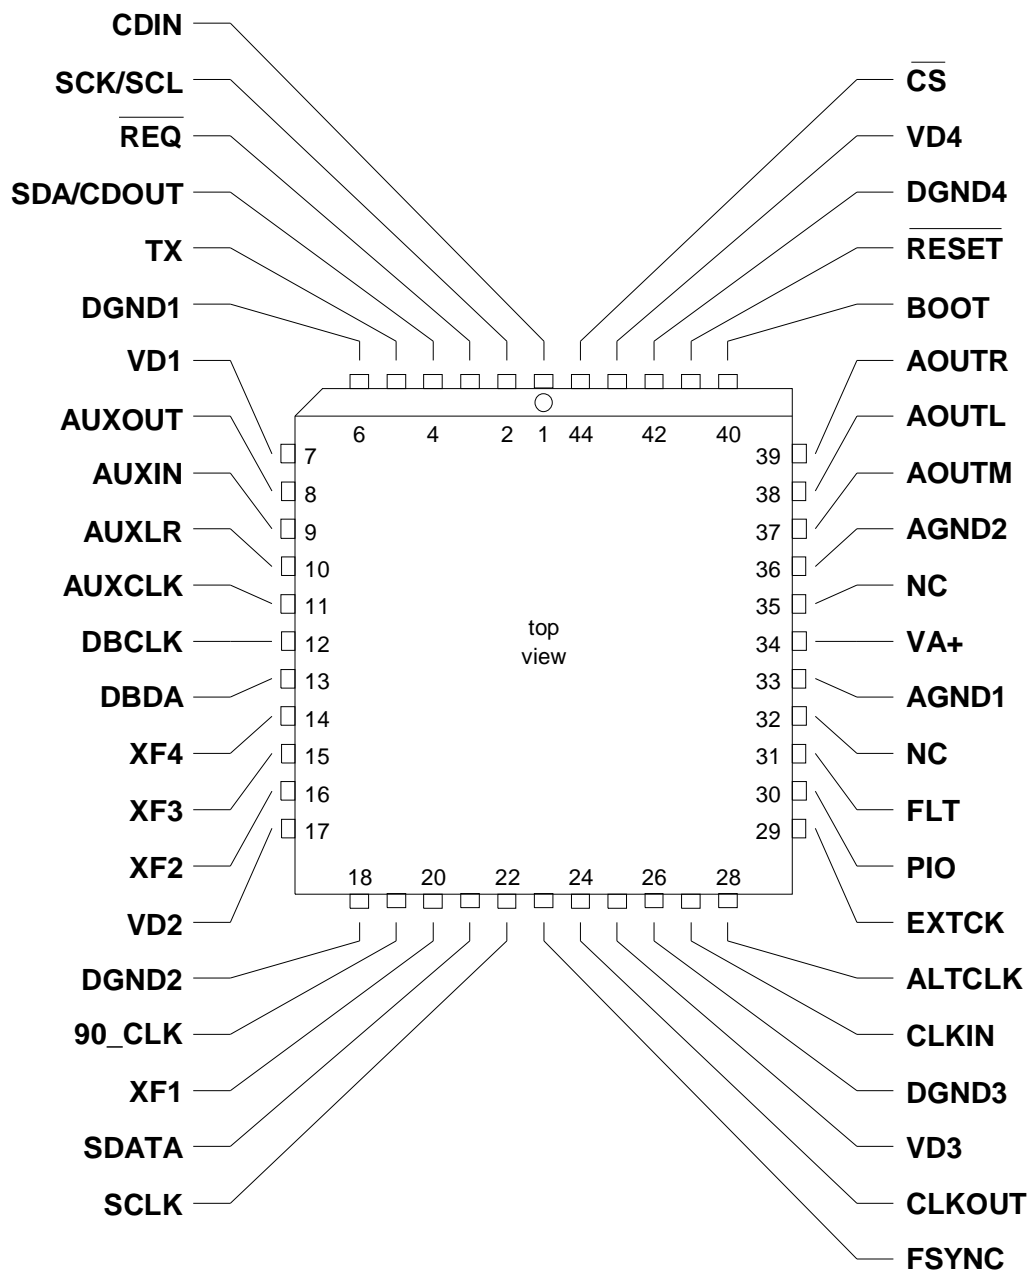 CDIN
SCK/SCL
REQ
SDA/CDOUT
TX
DGND1
VD1
AUXOUT
AUXIN
AUXLR
AUXCLK
DBCLK
DBDA
XF4
XF3
XF2
VD2
DGND2
90_CLK
XF1
SDATA
SCLK
CS
VD4
DGND4
RESET
BOOT
AOUTR
AOUTL
AOUTM
AGND2
NC
VA+
AGND1
NC
FLT
PIO
EXTCK
ALTCLK
CLKIN
DGND3
VD3
CLKOUT
FSYNC
6 4 2 1 44 42 40
7
8
9
10
11
12
13
14
15
16
17
top
view
39
38
37
36
35
34
33
32
31
30
29
18 20 22 24 26 28